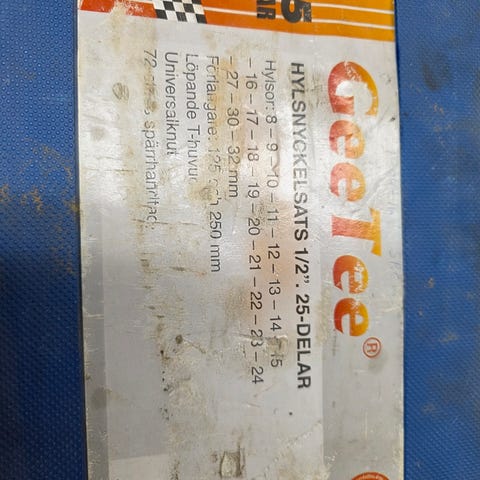 GeeTee®
HYLSNYCKELSATS 1/2". 25-DELAR
Hylsor: 8 – 9 – 10 – 11 – 12 – 13 – 14 – 15
– 16 – 17 – 18 – 19 – 20 – 21 – 22 – 23 – 24
– 27 – 30 – 32 mm
Förlängare: 125 och 250 mm
Löpande T-huvud
Universalknut
72 spärrhandtag